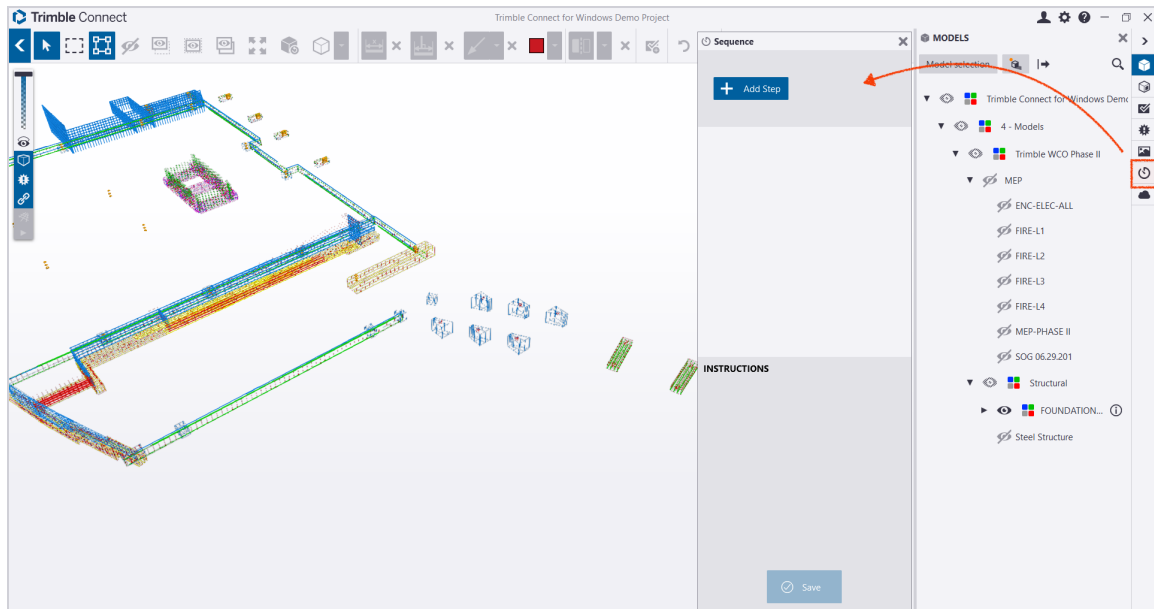 Trimble Connect
Trimble Connect for Windows Demo Project
Sequence
Add Step
INSTRUCTIONS
Save
MODELS
Model selection
Trimble Connect for Windows Demo
4 - Models
Trimble WCO Phase II
MEP
ENC-ELEC-ALL
FIRE-L1
FIRE-L2
FIRE-L3
FIRE-L4
MEP-PHASE II
SOG 06.29.201
Structural
FOUNDATION...
Steel Structure